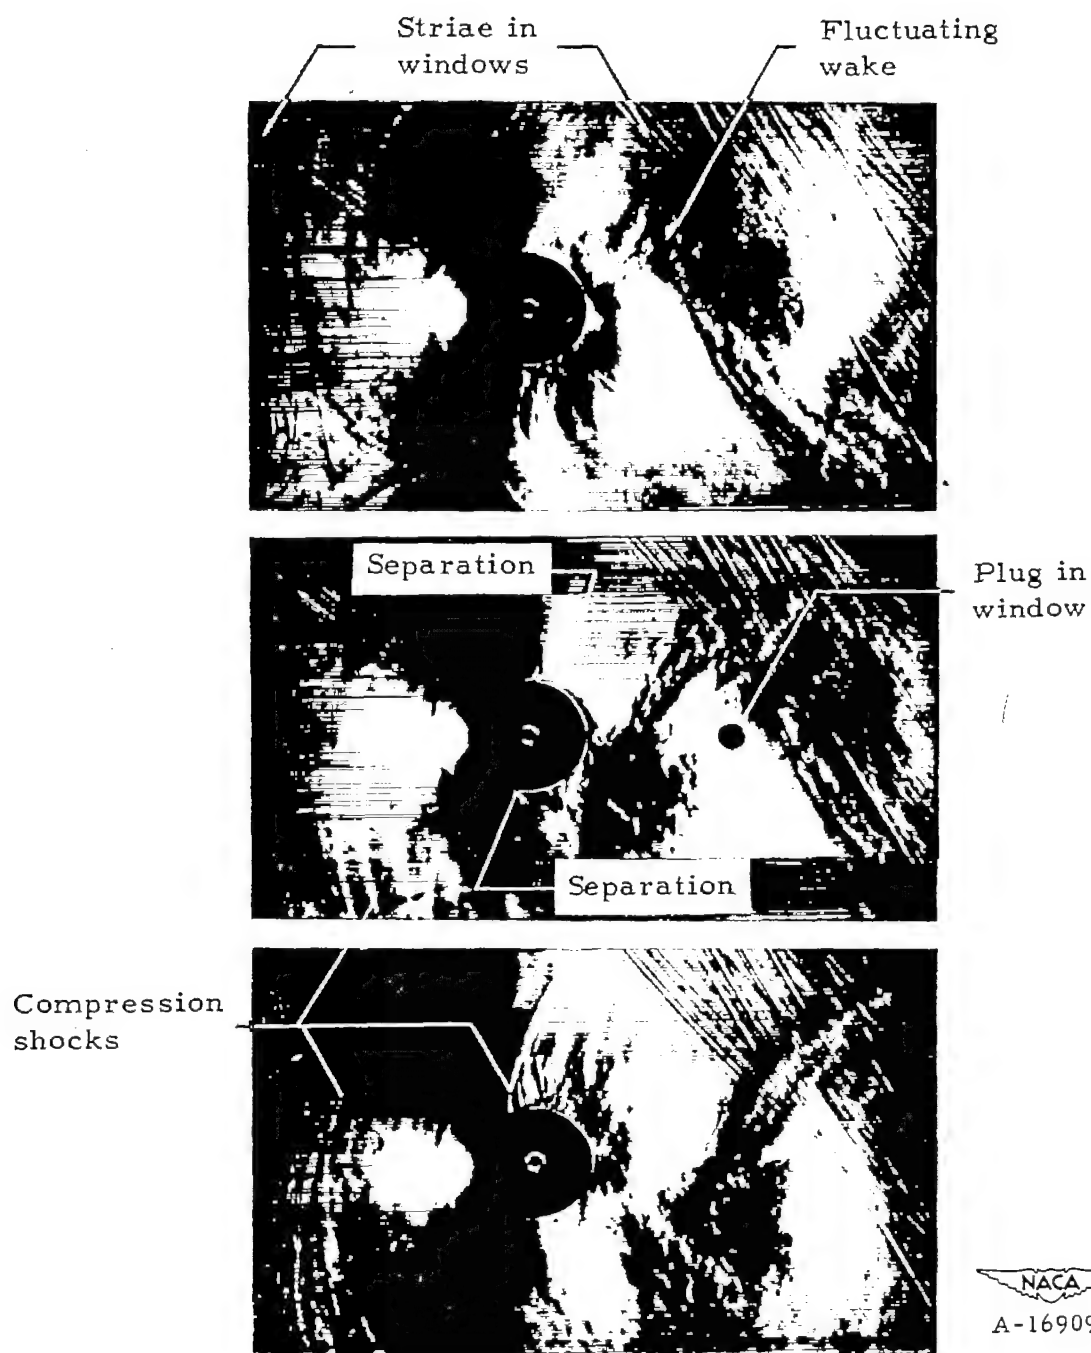 Striae in
windows
Fluctuating
wake
Separation
Plug in
window
Separation
Compression
shocks
NACA
A-16909